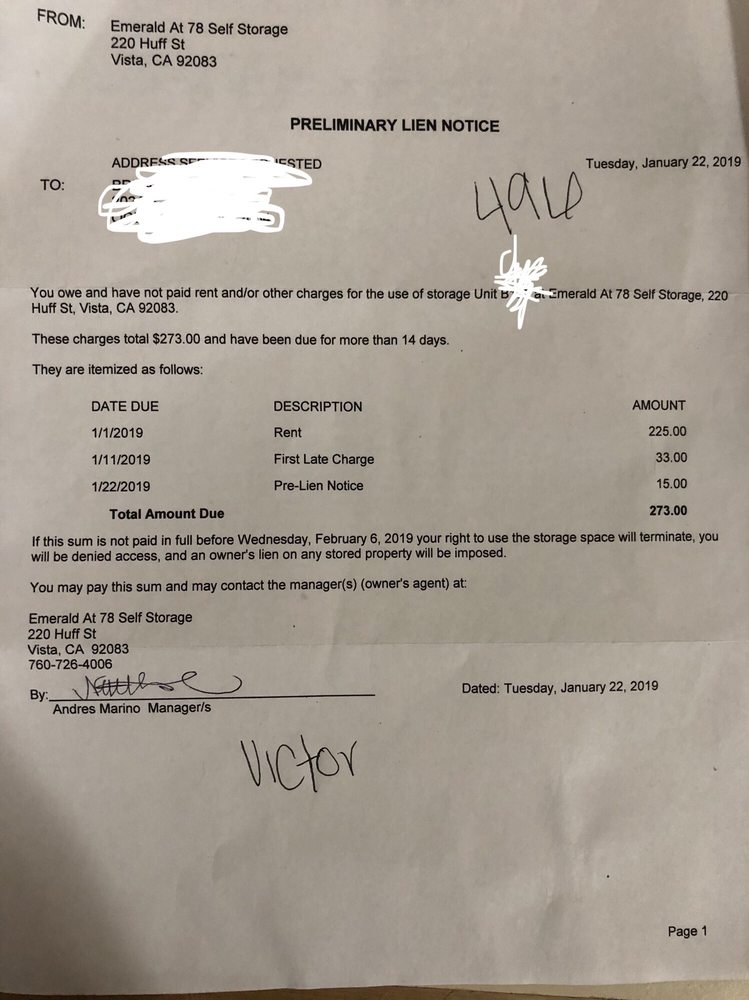 FROM:
Emerald At 78 Self Storage
220 Huff St
Vista, CA 92083
PRELIMINARY LIEN NOTICE
ADDRESS
Tuesday, January 22, 2019
TO:
You owe and have not paid rent and/or other charges for the use of storage Unit at Emerald At 78 Self Storage, 220
Huff St, Vista, CA 92083.
These charges total $273.00 and have been due for more than 14 days.
They are itemized as follows:
DATE DUE DESCRIPTION AMOUNT
1/1/2019 Rent 225.00
1/11/2019 First Late Charge 33.00
1/22/2019 Pre-Lien Notice 15.00
Total Amount Due 273.00
If this sum is not paid in full before Wednesday, February 6, 2019 your right to use the storage space will terminate, you
will be denied access, and an owner's lien on any stored property will be imposed.
You may pay this sum and may contact the manager(s) (owner's agent) at:
Emerald At 78 Self Storage
220 Huff St
Vista, CA 92083
760-726-4006
By:
Andres Marino Manager/s
Dated: Tuesday, January 22, 2019
Victor
Page 1